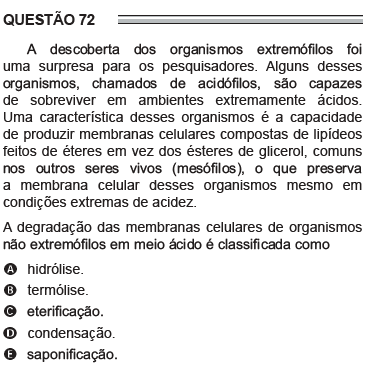 QUESTÃO 72
A descoberta dos organismos extremófilos foi
uma surpresa para os pesquisadores. Alguns desses
organismos, chamados de acidófilos, são capazes
de sobreviver em ambientes extremamente ácidos.
Uma característica desses organismos é a capacidade
de produzir membranas celulares compostas de lipídeos
feitos de éteres em vez dos ésteres de glicerol, comuns
nos outros seres vivos (mesófilos), o que preserva
a membrana celular desses organismos mesmo em
condições extremas de acidez.
A degradação das membranas celulares de organismos
não extremófilos em meio ácido é classificada como
A hidrólise.
B termólise.
C eterificação.
D condensação.
E saponificação.